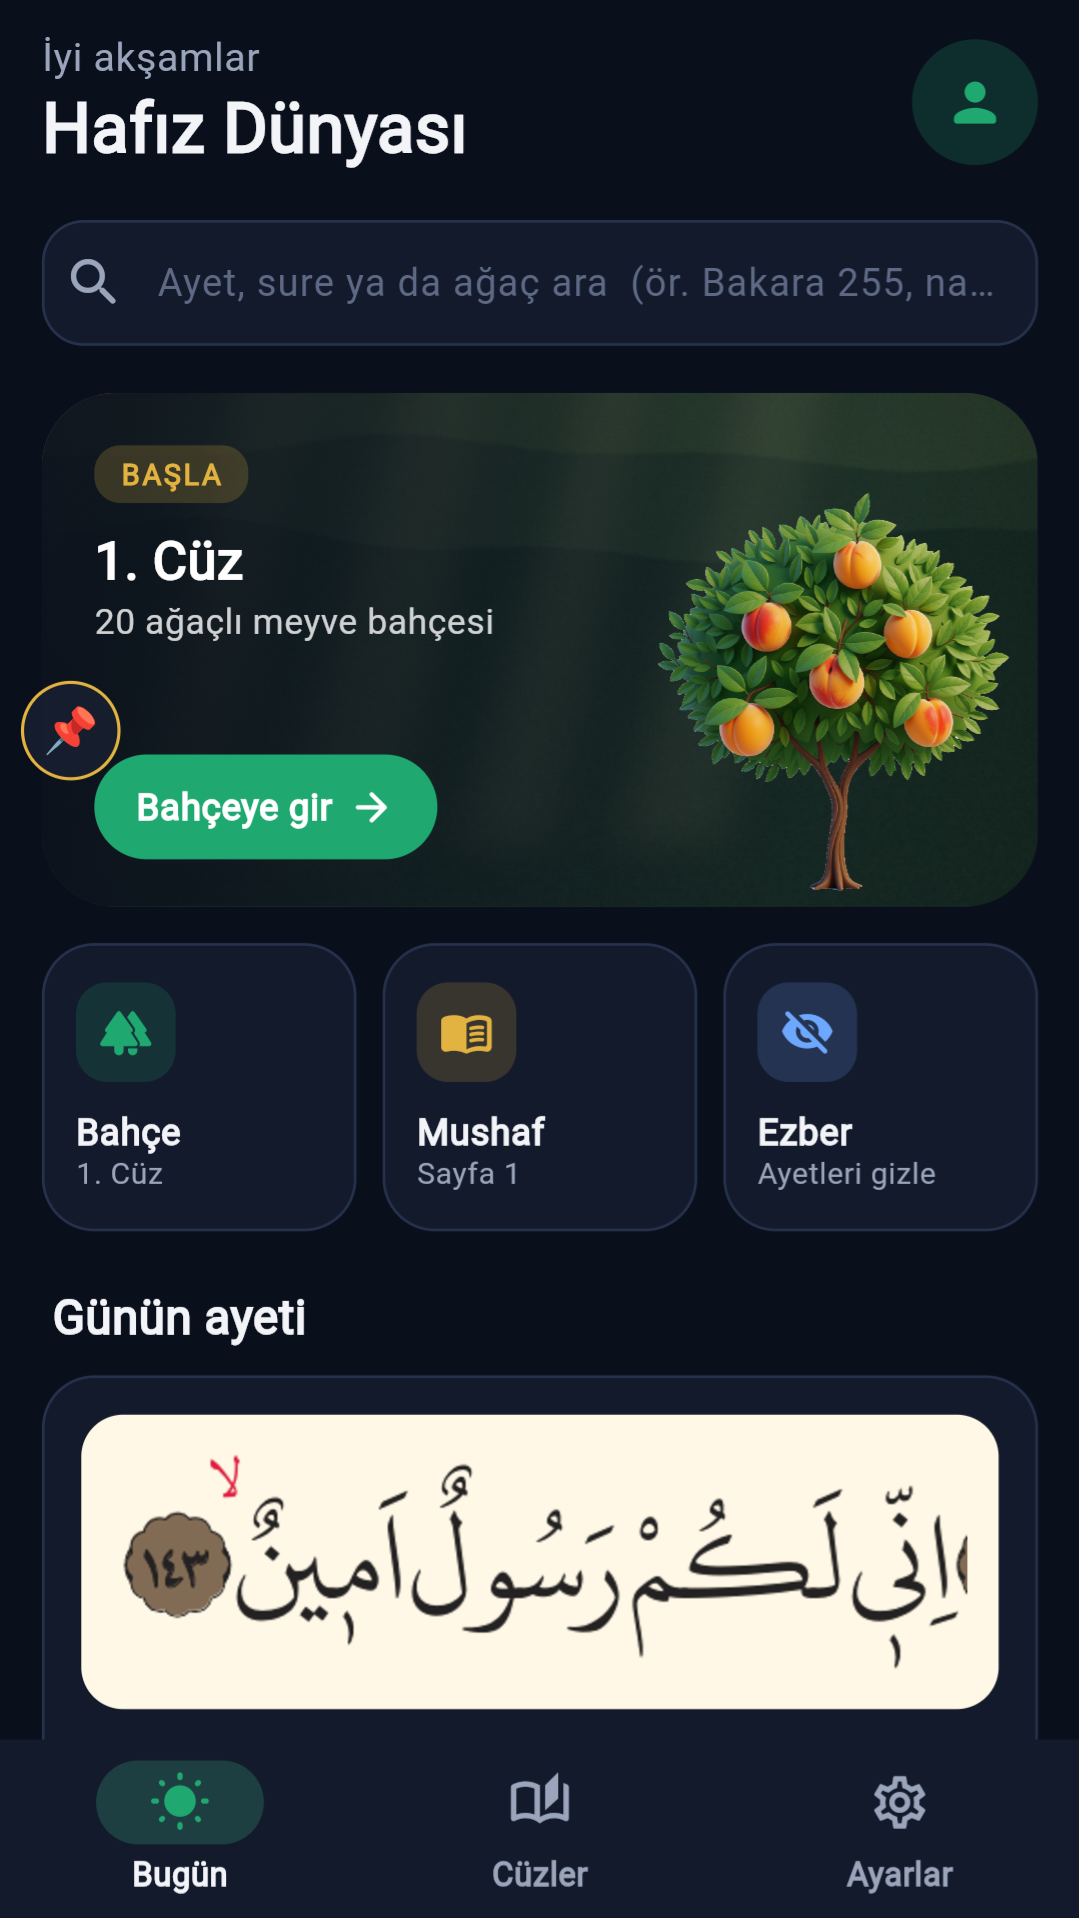 İyi akşamlar
Hafız Dünyası
Ayet, sure ya da ağaç ara (ör. Bakara 255, na…
BAŞLA
1. Cüz
20 ağaçlı meyve bahçesi
Bahçeye gir
Bahçe
1. Cüz
Mushaf
Sayfa 1
Ezber
Ayetleri gizle
Günün ayeti
اِنّ۪ي لَكُمْ رَسُولٌ اَم۪ينٌۙ ١٤٣
Bugün
Cüzler
Ayarlar